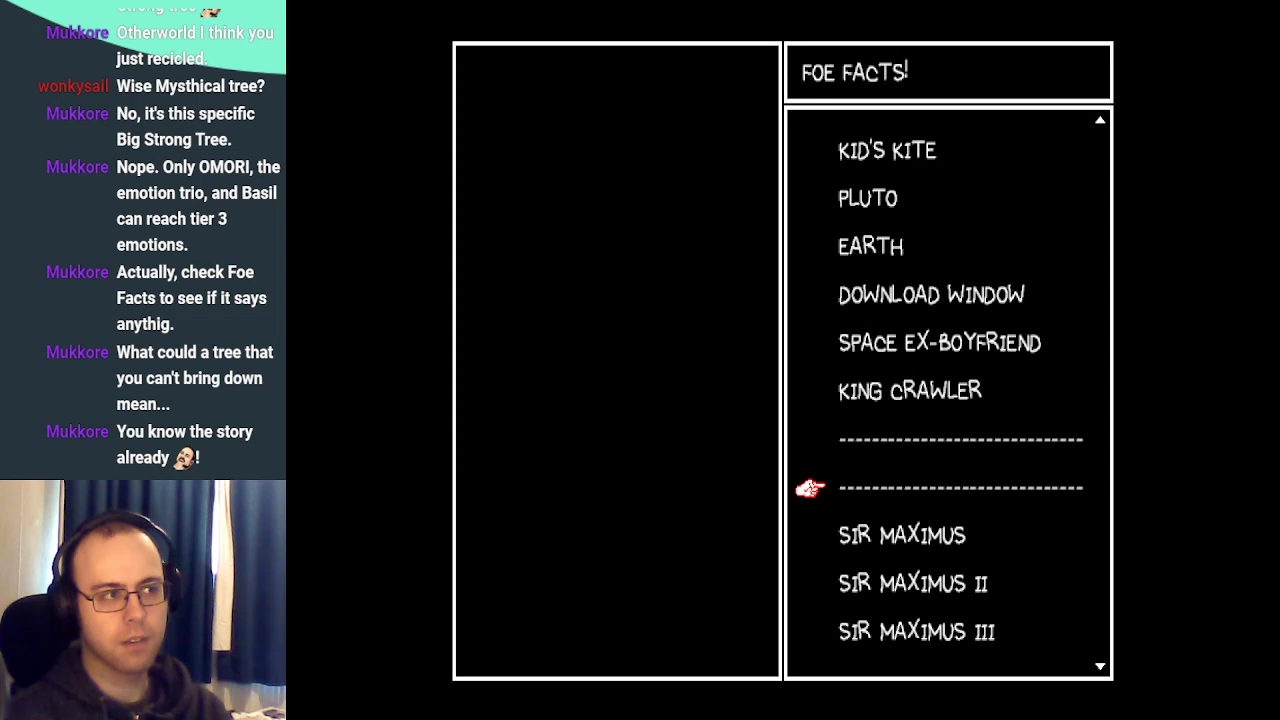 Mukkore Otherworld I think you
just recicled.
wonkysail Wise Mysthical tree?
Mukkore No, it's this specific
Big Strong Tree.
Mukkore Nope. Only OMORI, the
emotion trio, and Basil
can reach tier 3
emotions.
Mukkore Actually, check Foe
Facts to see if it says
anythig.
Mukkore What could a tree that
you can't bring down
mean...
Mukkore You know the story
already !
FOE FACTS!
KID'S KITE
PLUTO
EARTH
DOWNLOAD WINDOW
SPACE EX-BOYFRIEND
KING CRAWLER
------------------------------
------------------------------
SIR MAXIMUS
SIR MAXIMUS II
SIR MAXIMUS III